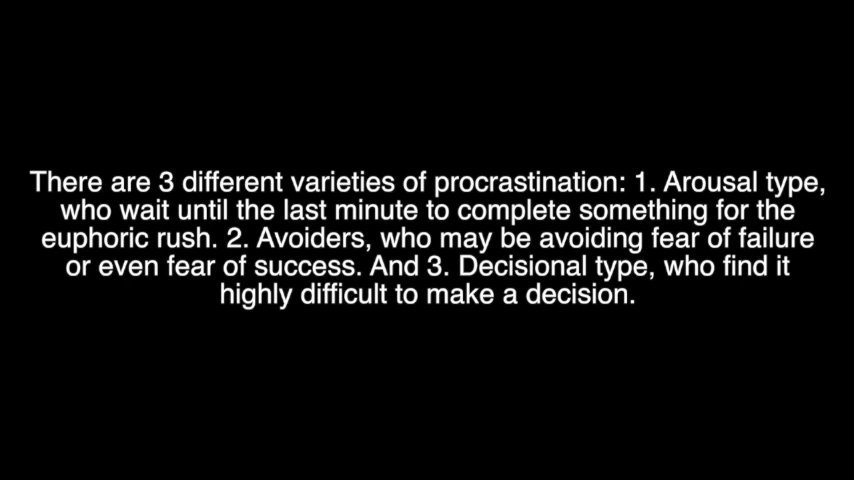 There are 3 different varieties of procrastination: 1. Arousal type,
who wait until the last minute to complete something for the
euphoric rush. 2. Avoiders, who may be avoiding fear of failure
or even fear of success. And 3. Decisional type, who find it
highly difficult to make a decision.